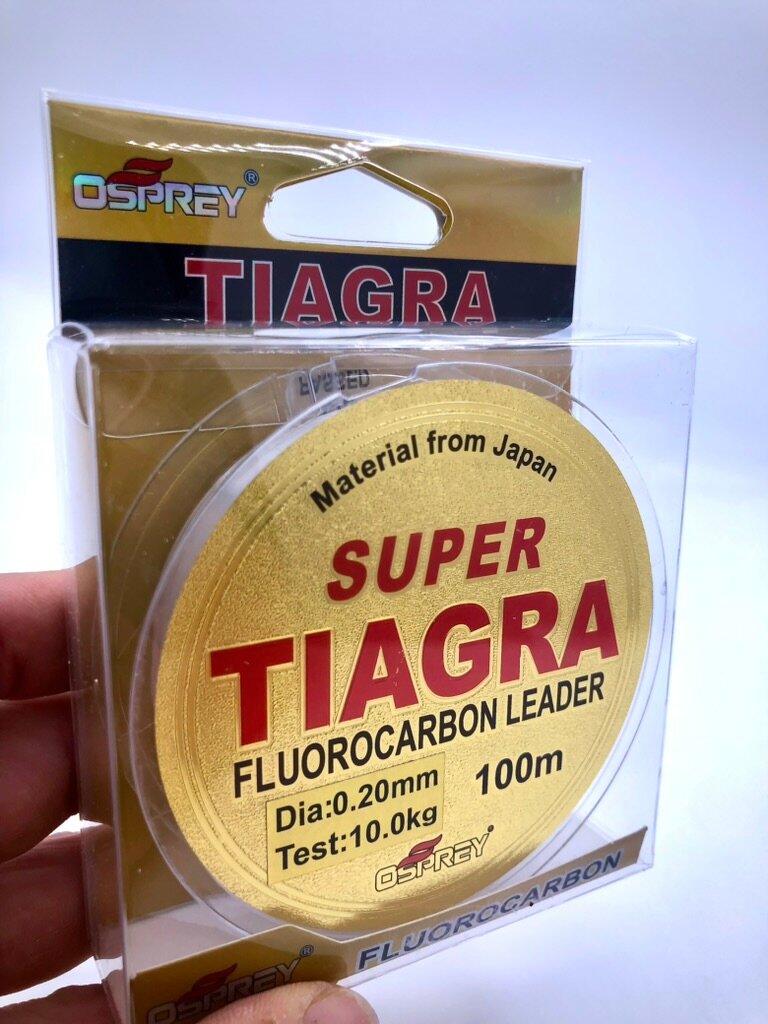 OSPREY®
TIAGRA
PASSED
Material from Japan
SUPER
TIAGRA
FLUOROCARBON LEADER
100m
Dia:0.20mm
Test:10.0kg
OSPREY®
FLUOROCARBON
OSPREY®